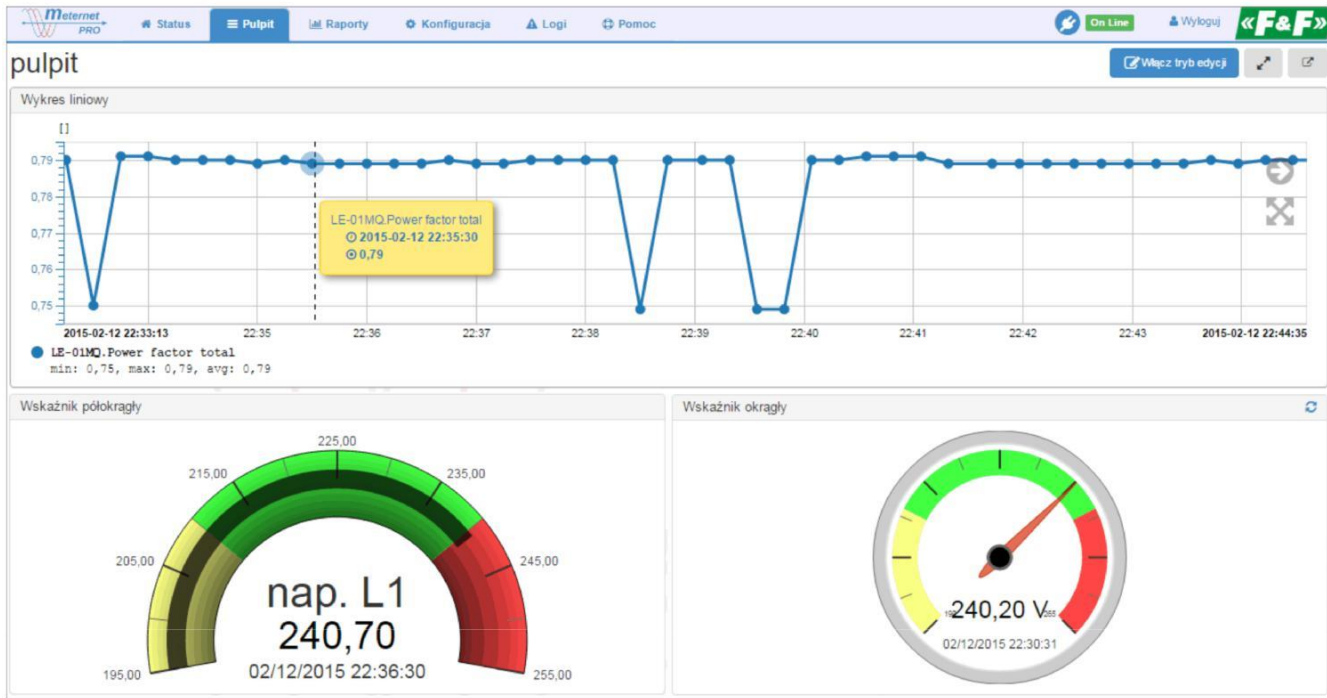 Meternet PRO Status Pulpit Raporty Konfiguracja Logi Pomoc On Line Wyloguj «F&F»
pulpit
Włącz tryb edycji
Wykres liniowy
[]
0,79
0,78
0,77
0,76
0,75
LE-01MQ.Power factor total
2015-02-12 22:35:30
0,79
2015-02-12 22:33:13 22:35 22:36 22:37 22:38 22:39 22:40 22:41 22:42 22:43 2015-02-12 22:44:35
LE-01MQ.Power factor total
min: 0,75, max: 0,79, avg: 0,79
Wskaźnik półokrągły
225,00
215,00 235,00
205,00 245,00
nap. L1
240,70
02/12/2015 22:36:30
195,00 255,00
Wskaźnik okrągły
240,20 V
02/12/2015 22:30:31